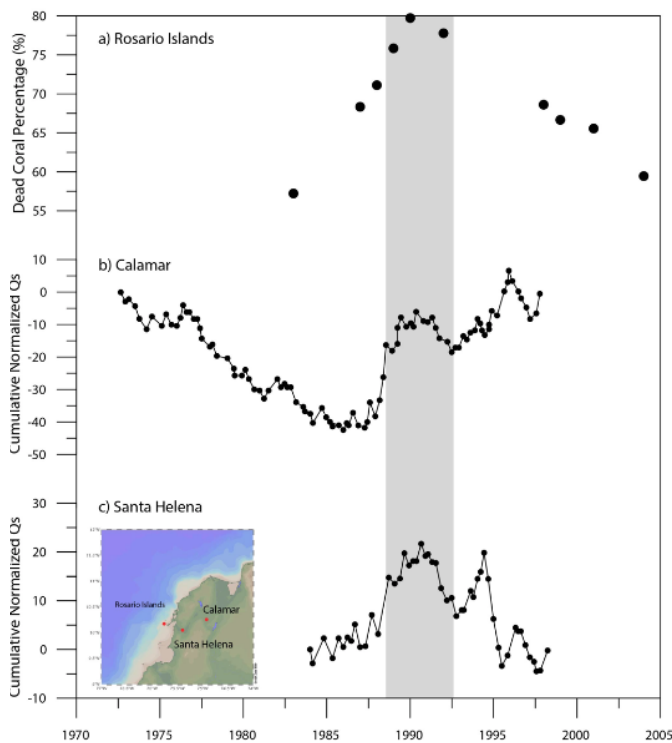 80
a) Rosario Islands
75
70
65
60
55
Dead Coral Percentage (%)
10
b) Calamar
0
-10
-20
-30
-40
-50
Cumulative Normalized Qs
30
c) Santa Helena
20
10
0
-10
Cumulative Normalized Qs
Rosario Islands
Calamar
Santa Helena
1970 1975 1980 1985 1990 1995 2000 2005